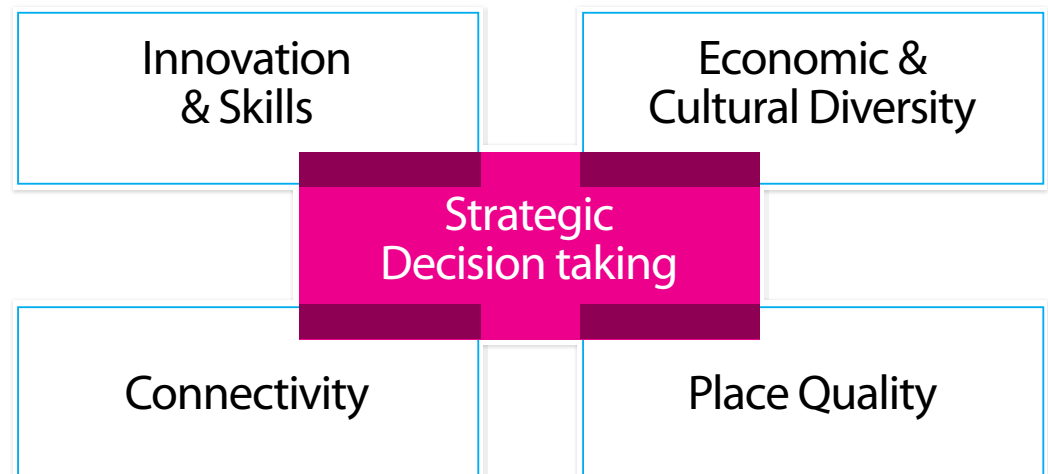 Innovation
& Skills
Economic &
Cultural Diversity
Strategic
Decision taking
Connectivity
Place Quality